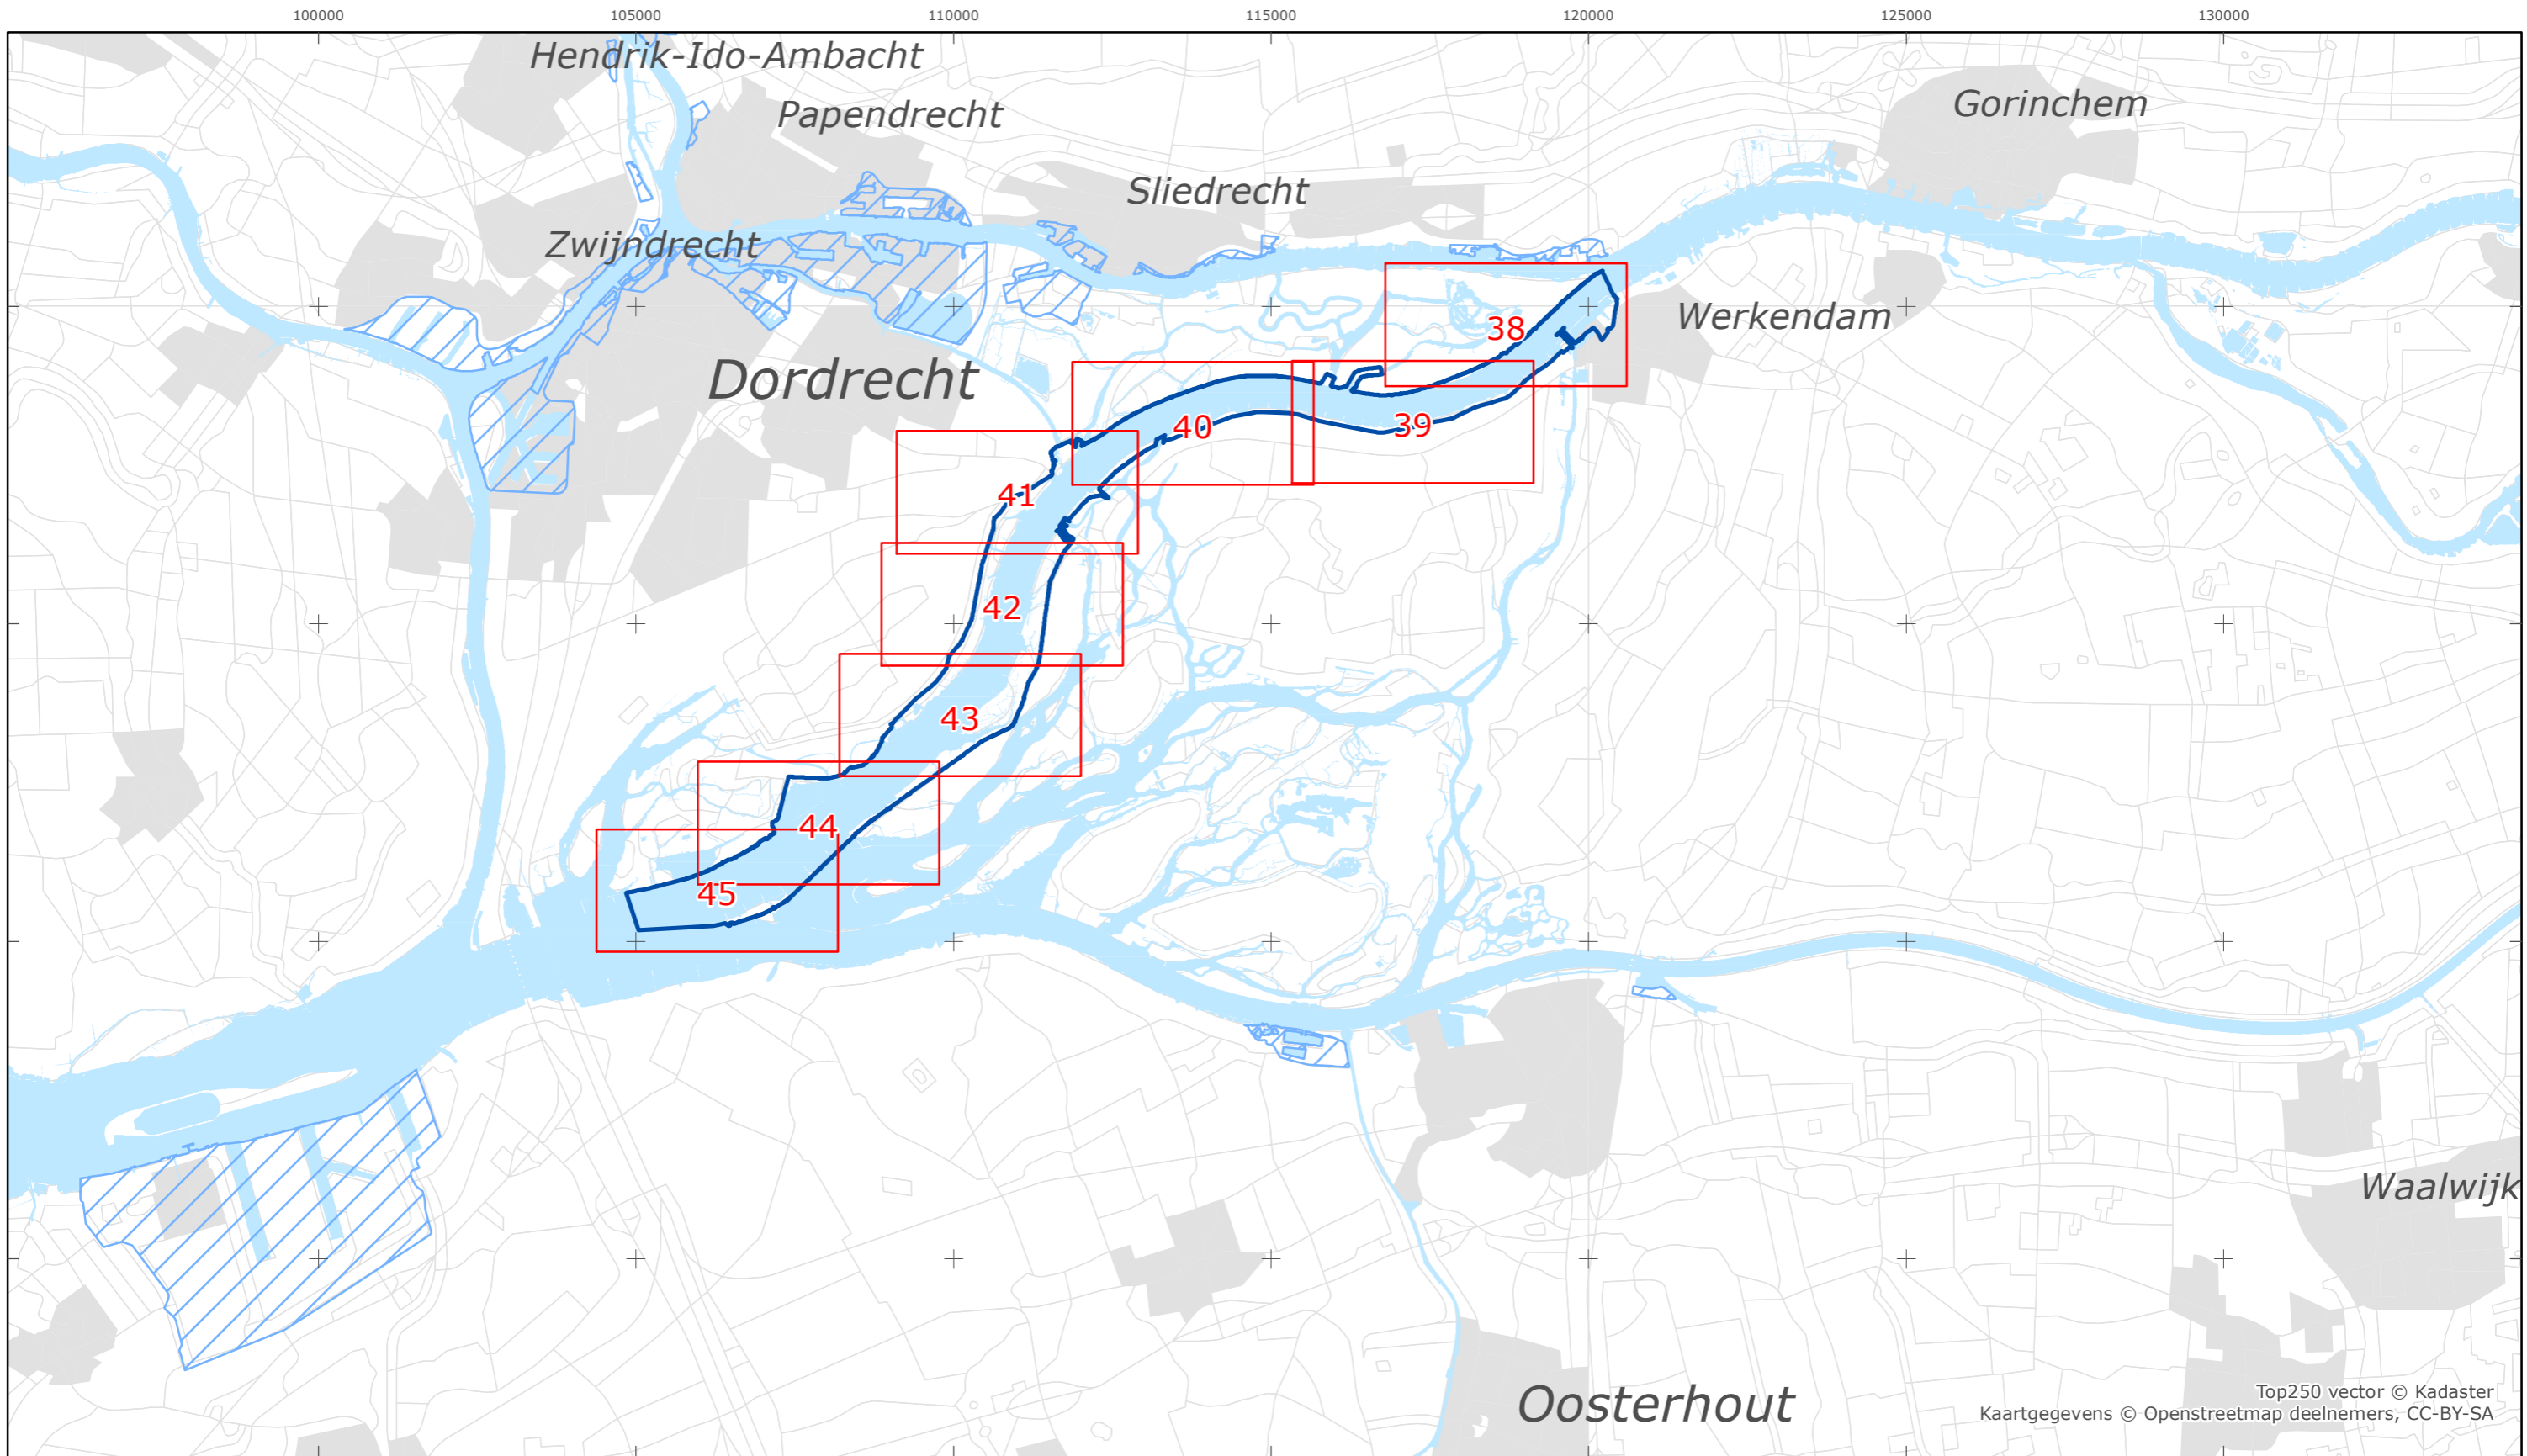 100000 105000 110000 115000 120000 125000 130000
Hendrik-Ido-Ambacht
Papendrecht
Gorinchem
Sliedrecht
Zwijndrecht
Werkendam
38
Dordrecht
39
40
41
42
43
44
45
Waalwijk
Oosterhout
Top250 vector © Kadaster
Kaartgegevens © Openstreetmap deelnemers, CC-BY-SA